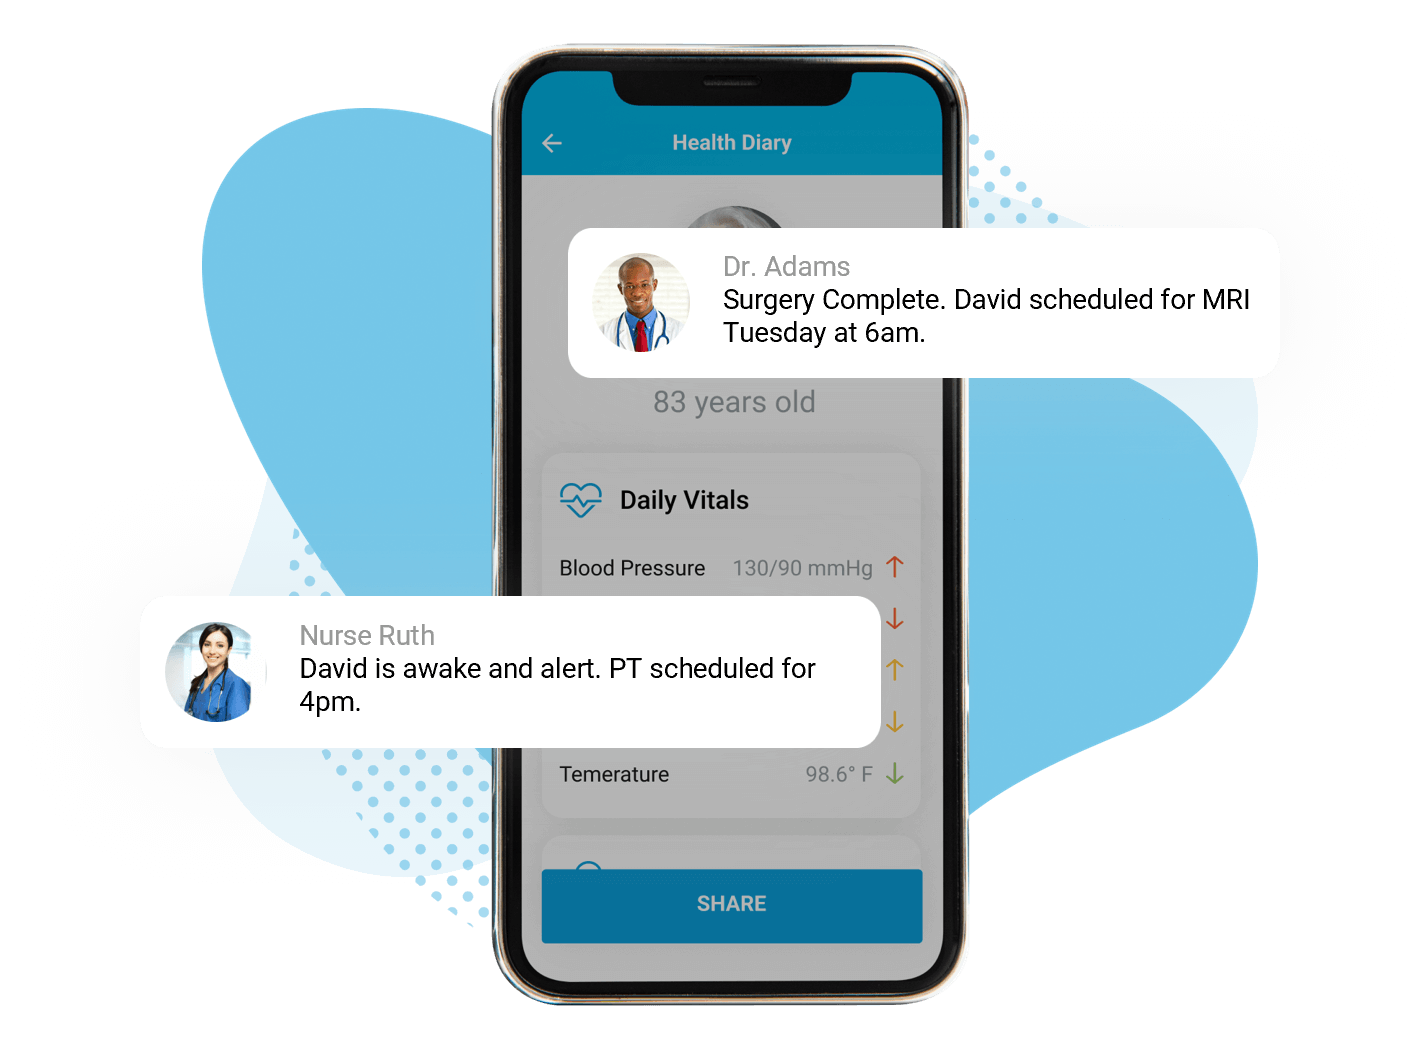 Health Diary
Dr. Adams
Surgery Complete. David scheduled for MRI
Tuesday at 6am.
83 years old
Daily Vitals
Blood Pressure 130/90 mmHg
Nurse Ruth
David is awake and alert. PT scheduled for
4pm.
Temerature 98.6° F
SHARE